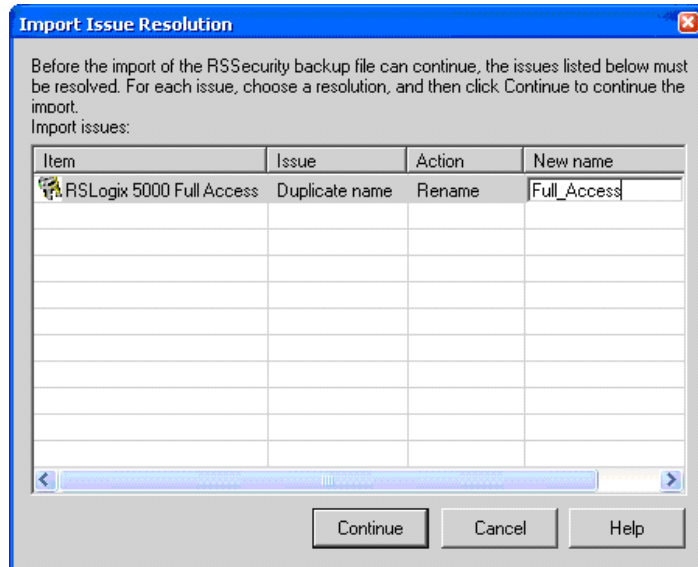 Import Issue Resolution
Before the import of the RSSecurity backup file can continue, the issues listed below must
be resolved. For each issue, choose a resolution, and then click Continue to continue the
import.
Import issues:
Item Issue Action New name
RSLogix 5000 Full Access Duplicate name Rename Full_Access
Continue Cancel Help